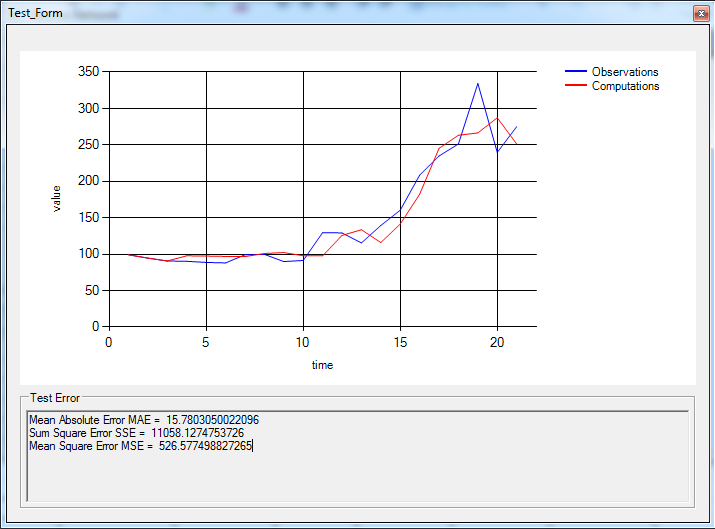 Test_Form
Observations
Computations
350
300
250
200
150
100
50
0
value
0
5
10
15
20
time
Test Error
Mean Absolute Error MAE = 15.7803050022096
Sum Square Error SSE = 11058.1274753726
Mean Square Error MSE = 526.577498827265